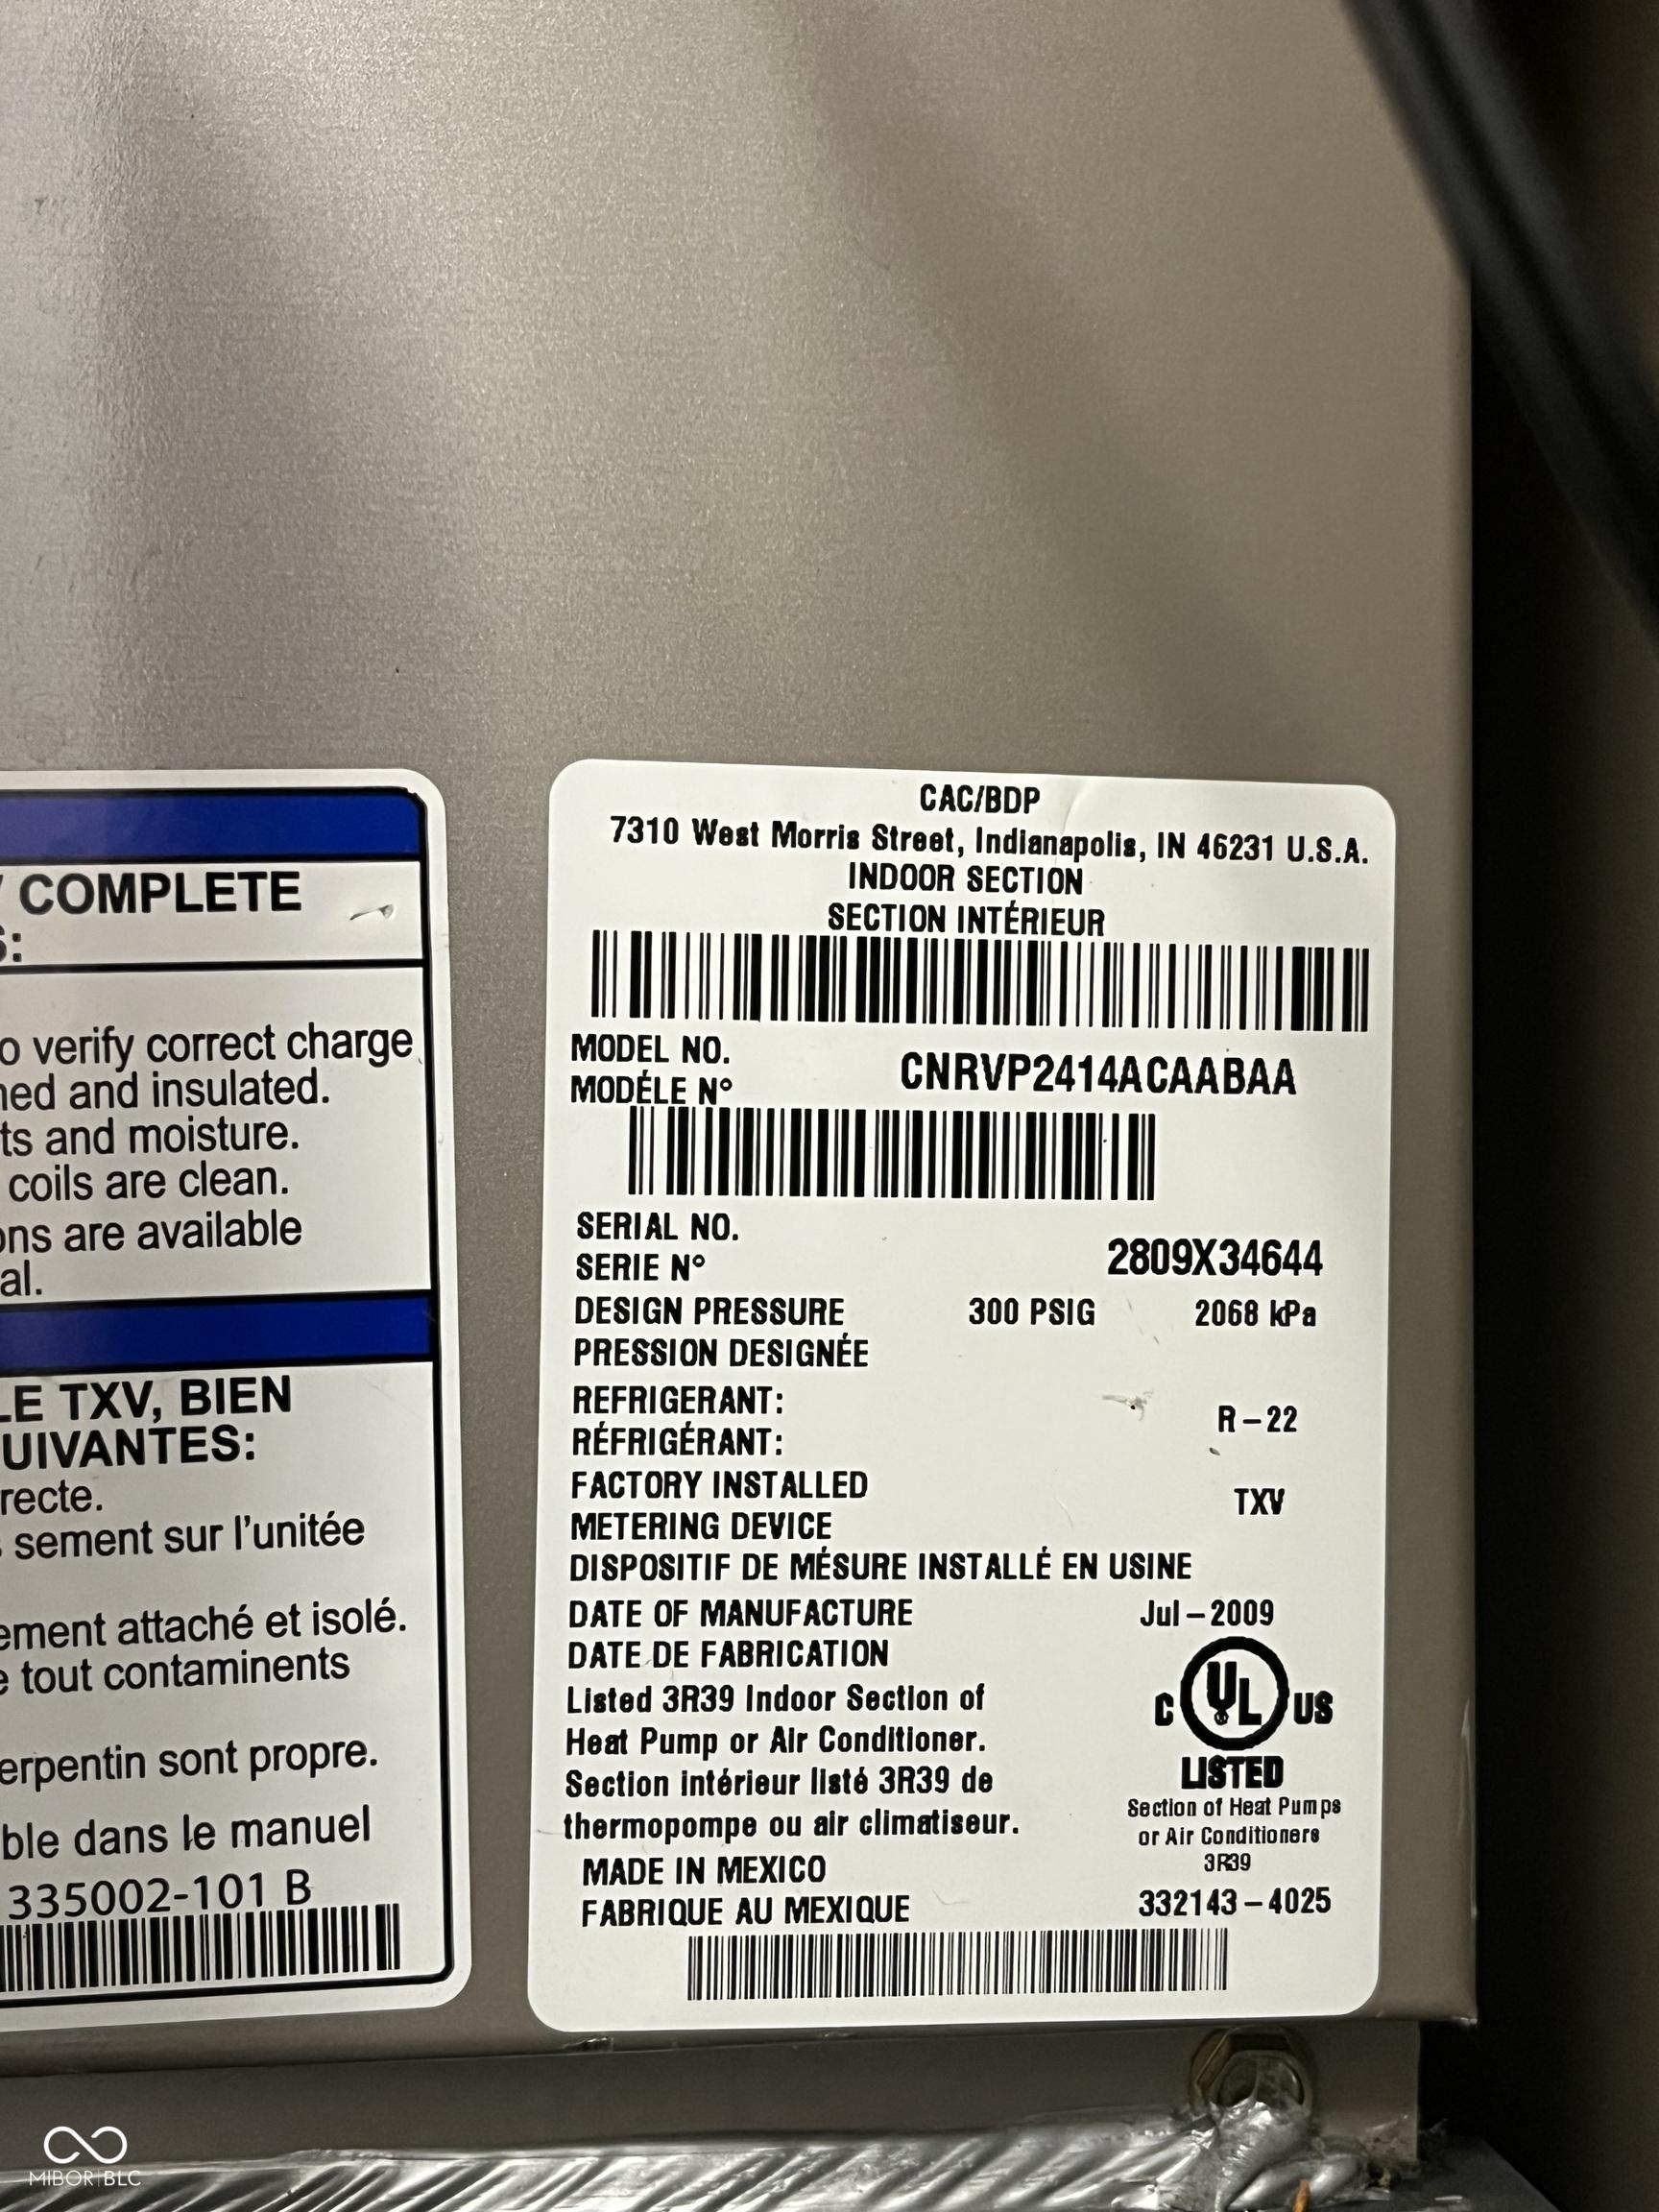 COMPLETE
S:
o verify correct charge
ned and insulated.
ts and moisture.
coils are clean.
ons are available
al.
LE TXV, BIEN
UIVANTES:
recte.
sement sur l'unitée
ement attaché et isolé.
e tout contaminents
erpentin sont propre.
ble dans le manuel
335002-101 B
CAC/BDP
7310 West Morris Street, Indianapolis, IN 46231 U.S.A.
INDOOR SECTION
SECTION INTÉRIEUR
MODEL NO.
MODÉLE Nº CNRVP2414ACAABAA
SERIAL NO.
SERIE Nº 2809X34644
DESIGN PRESSURE 300 PSIG 2068 kPa
PRESSION DESIGNÉE
REFRIGERANT:
RÉFRIGÉRANT: R-22
FACTORY INSTALLED
METERING DEVICE TXV
DISPOSITIF DE MÉSURE INSTALLÉ EN USINE
DATE OF MANUFACTURE Jul-2009
DATE DE FABRICATION
Listed 3R39 Indoor Section of
Heat Pump or Air Conditioner.
Section intérieur listé 3R39 de
thermopompe ou air climatiseur.
C UL US
LISTED
Section of Heat Pumps
or Air Conditioners
3R39
MADE IN MEXICO
FABRIQUE AU MEXIQUE
332143-4025
MIBOR BLC